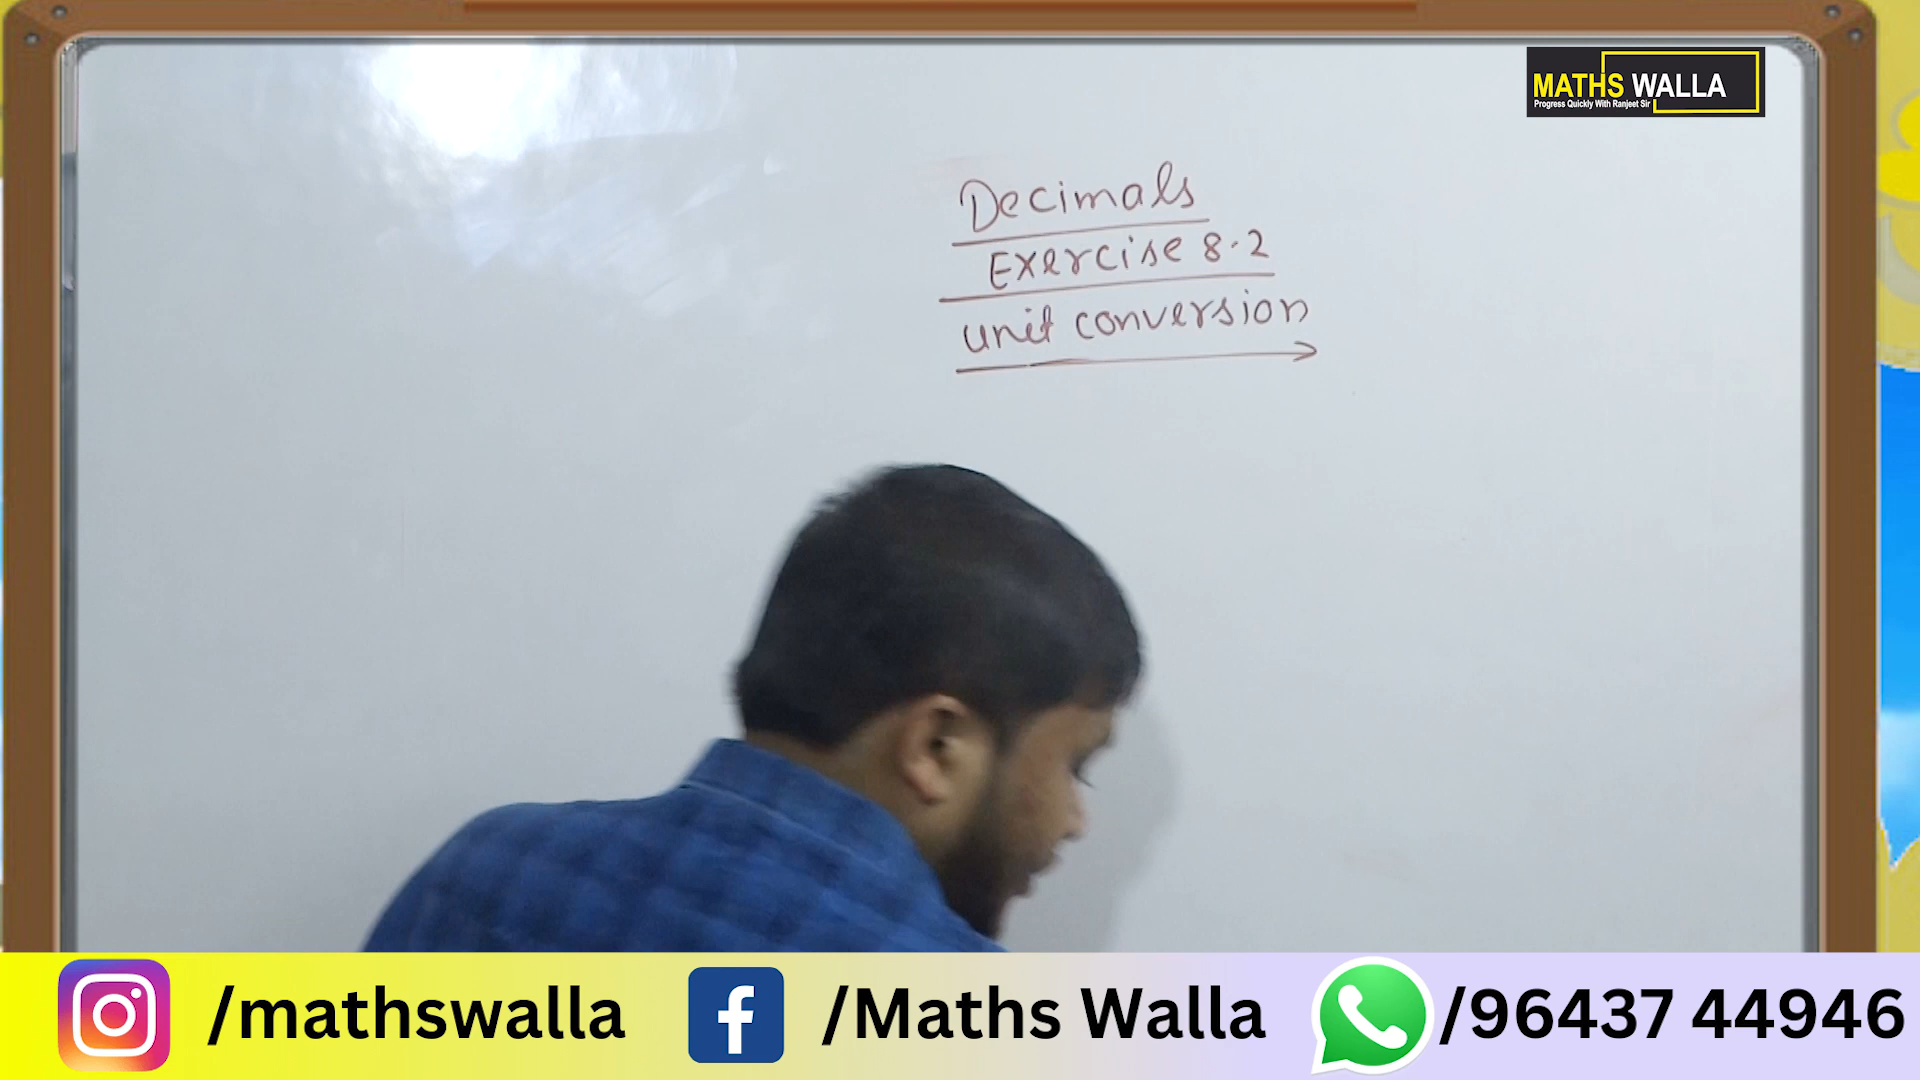 MATHS WALLA
Progress Quickly With Ranjeet Sir
Decimals
Exercise 8.2
unit conversion
/mathswalla /Maths Walla /96437 44946